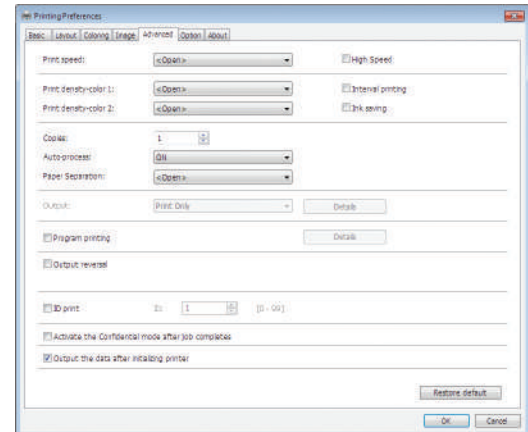 Printing Preferences
Basic Layout Coloring Image Advanced Option About
Print speed: <Open> High Speed
Print density-color 1: <Open> Interval printing
Print density-color 2: <Open> Ink saving
Copies: 1
Auto-process: ON
Paper Separation: <Open>
Output: Print Only Details
Program printing Details
Output reversal
ID print ID: 1 [0 - 99]
Activate the Confidential mode after job completes
Output the data after initializing printer
Restore default
OK Cancel